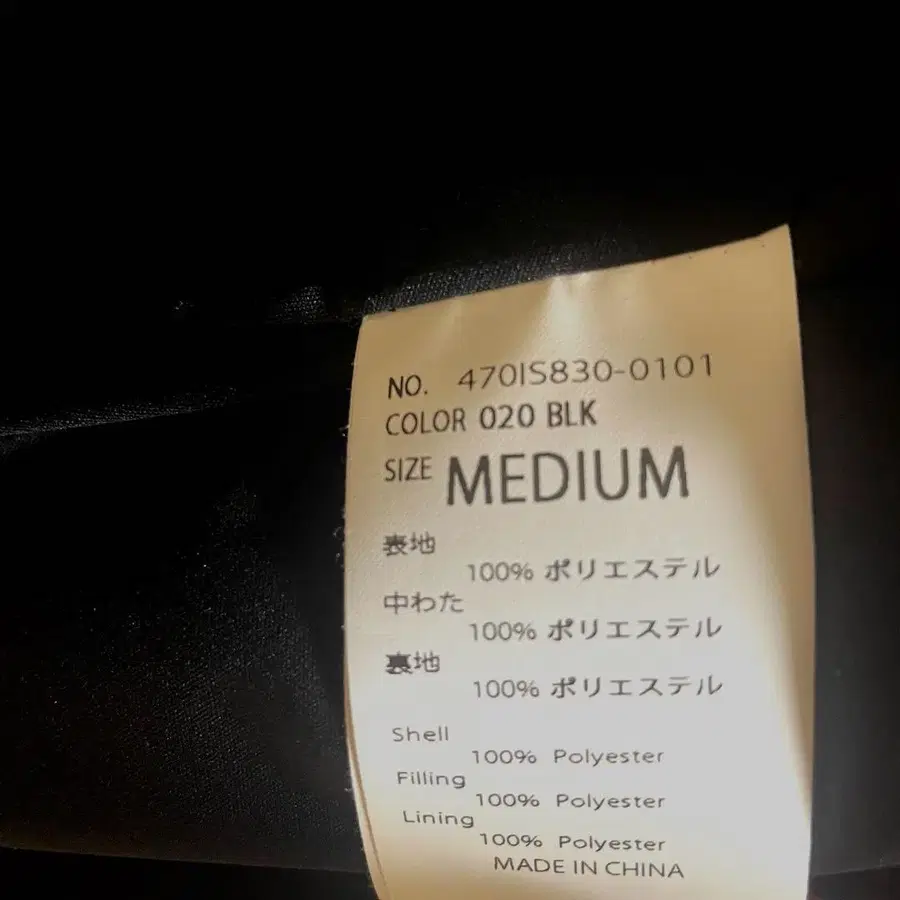 NO. 470IS830-0101
COLOR 020 BLK
SIZE MEDIUM
表地
100% ポリエステル
中わた
100% ポリエステル
裏地
100% ポリエステル
Shell
100% Polyester
Filling
100% Polyester
Lining
100% Polyester
MADE IN CHINA